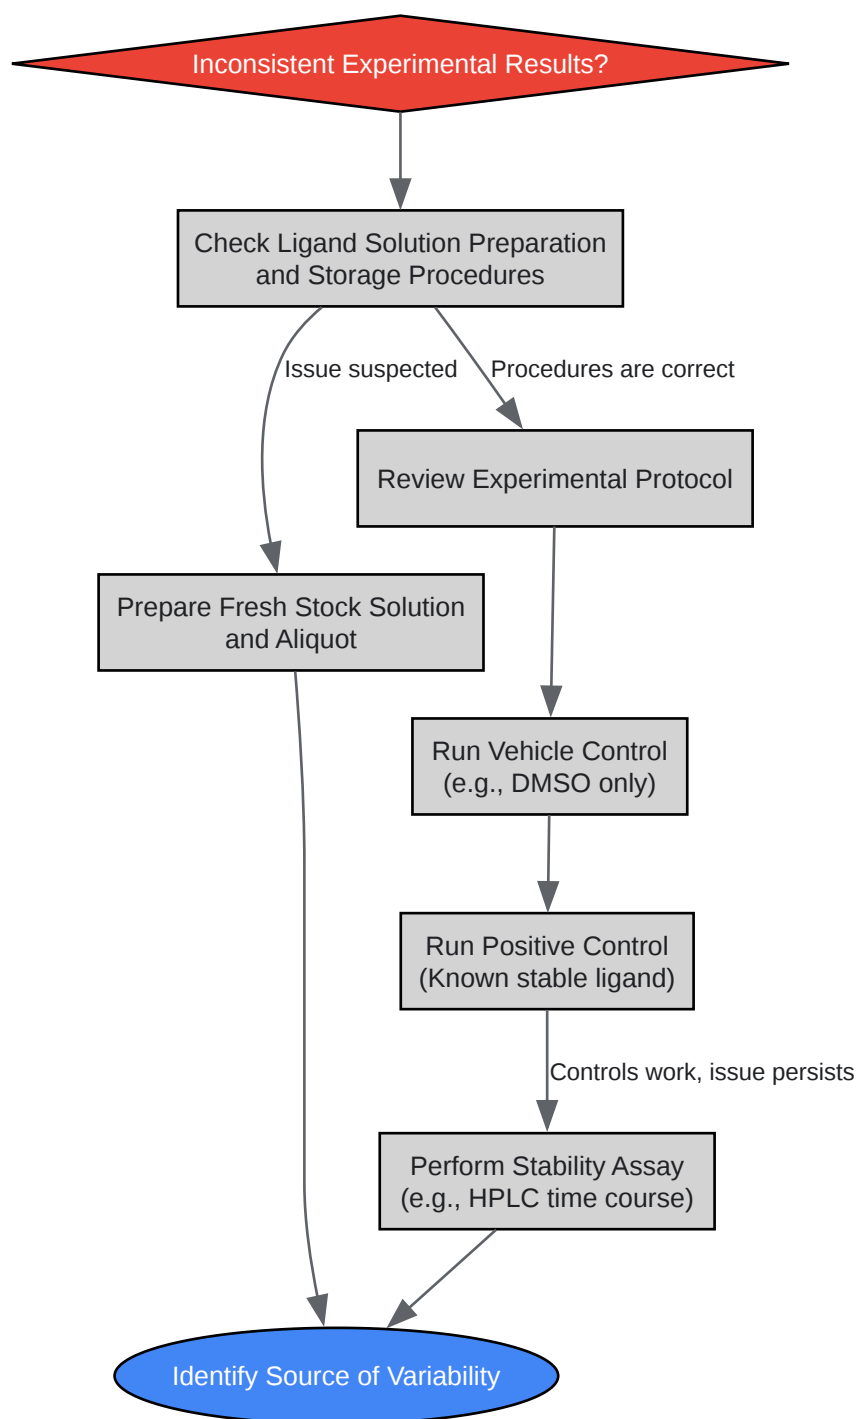 Inconsistent Experimental Results?
Check Ligand Solution Preparation
and Storage Procedures
Issue suspected
Procedures are correct
Review Experimental Protocol
Prepare Fresh Stock Solution
and Aliquot
Run Vehicle Control
(e.g., DMSO only)
Run Positive Control
(Known stable ligand)
Controls work, issue persists
Perform Stability Assay
(e.g., HPLC time course)
Identify Source of Variability